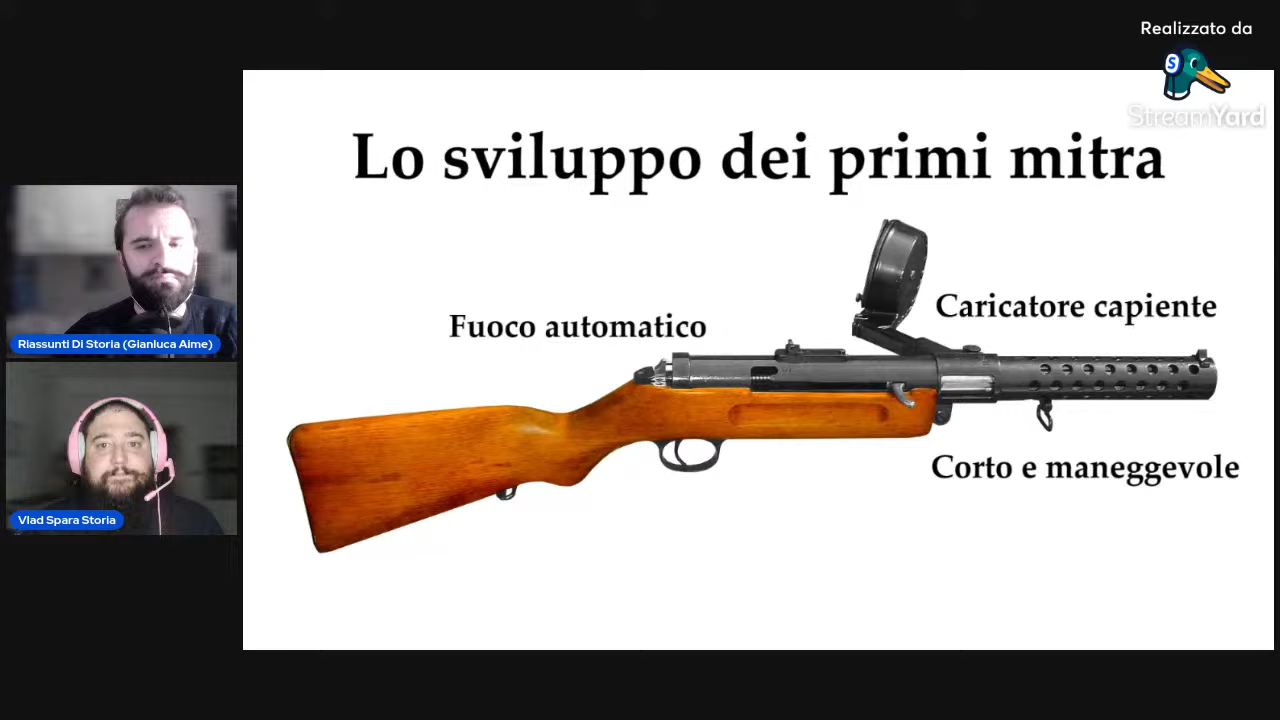 Realizzato da
StreamYard
Lo sviluppo dei primi mitra
Fuoco automatico
Caricatore capiente
Corto e maneggevole
Riassunti Di Storia (Gianluca Aime)
Vlad Spara Storia